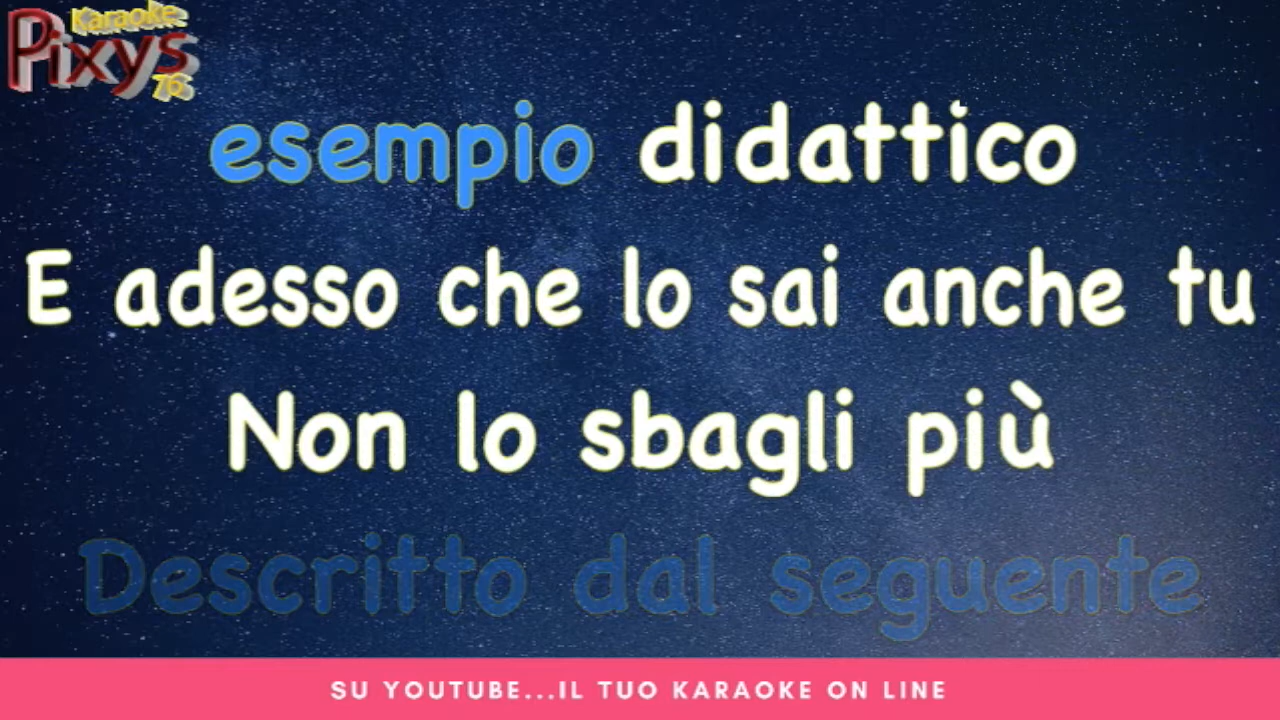 Karaoke
Pixys
76
esempio didattico
E adesso che lo sai anche tu
Non lo sbagli più
Descritto dal seguente
SU YOUTUBE...IL TUO KARAOKE ON LINE